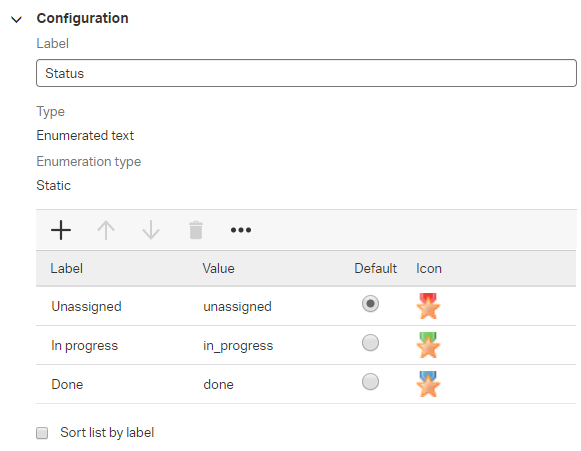 Configuration
Label
Status
Type
Enumerated text
Enumeration type
Static
Label Value Default Icon
Unassigned unassigned
In progress in_progress
Done done
Sort list by label